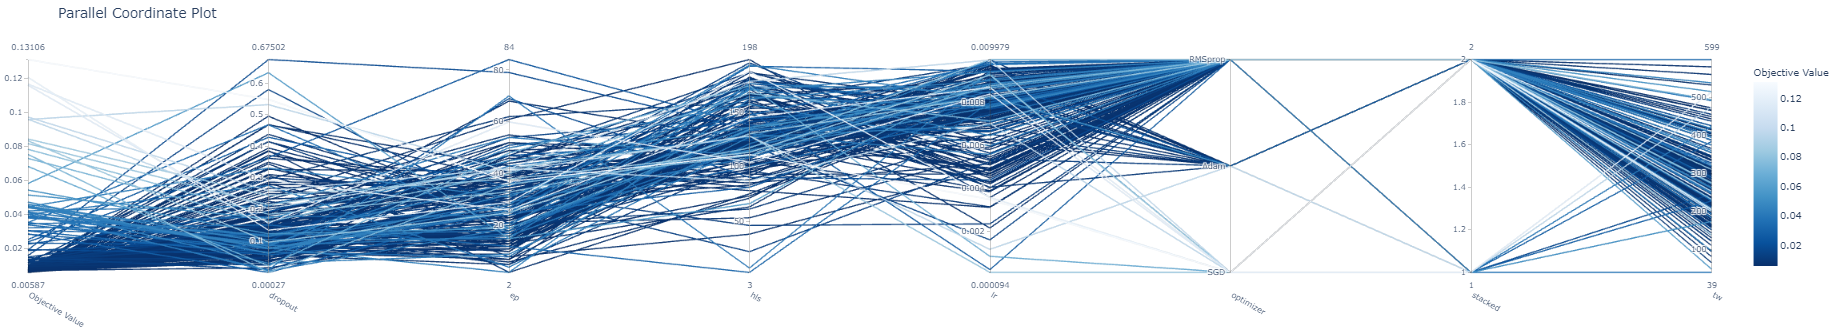 Parallel Coordinate Plot
0.13106 0.67502 84 198 0.009979 2 599
Objective Value
0.12 0.1 0.08 0.06 0.04 0.02
0.6 0.5 0.4 0.3 0.2 0.1
80 60 40 20
150 100 50
0.008 0.006 0.004 0.002
RMSprop
Adam
SGD
2 1.8 1.6 1.4 1.2 1
500 400 300 200 100
0.12
0.1
0.08
0.06
0.04
0.02
0.00587 0.00027 2 3 0.000094 1 39
Objective Value dropout ep hls lr optimizer stacked tw